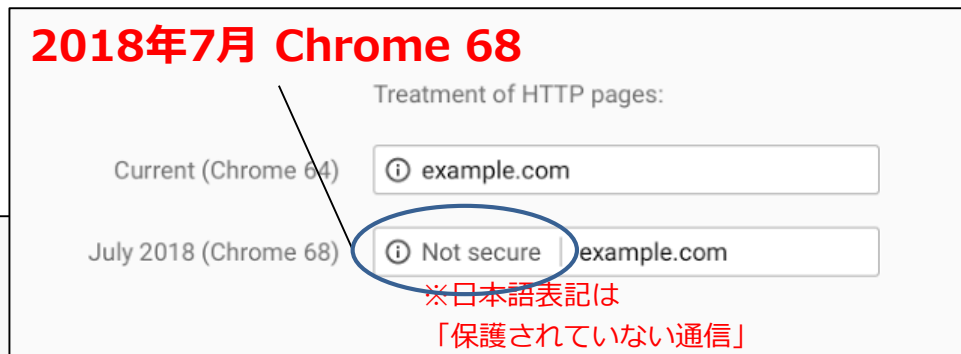 2018年7月 Chrome 68
Treatment of HTTP pages:
Current (Chrome 64)
example.com
July 2018 (Chrome 68)
Not secure
example.com
※日本語表記は
「保護されていない通信」